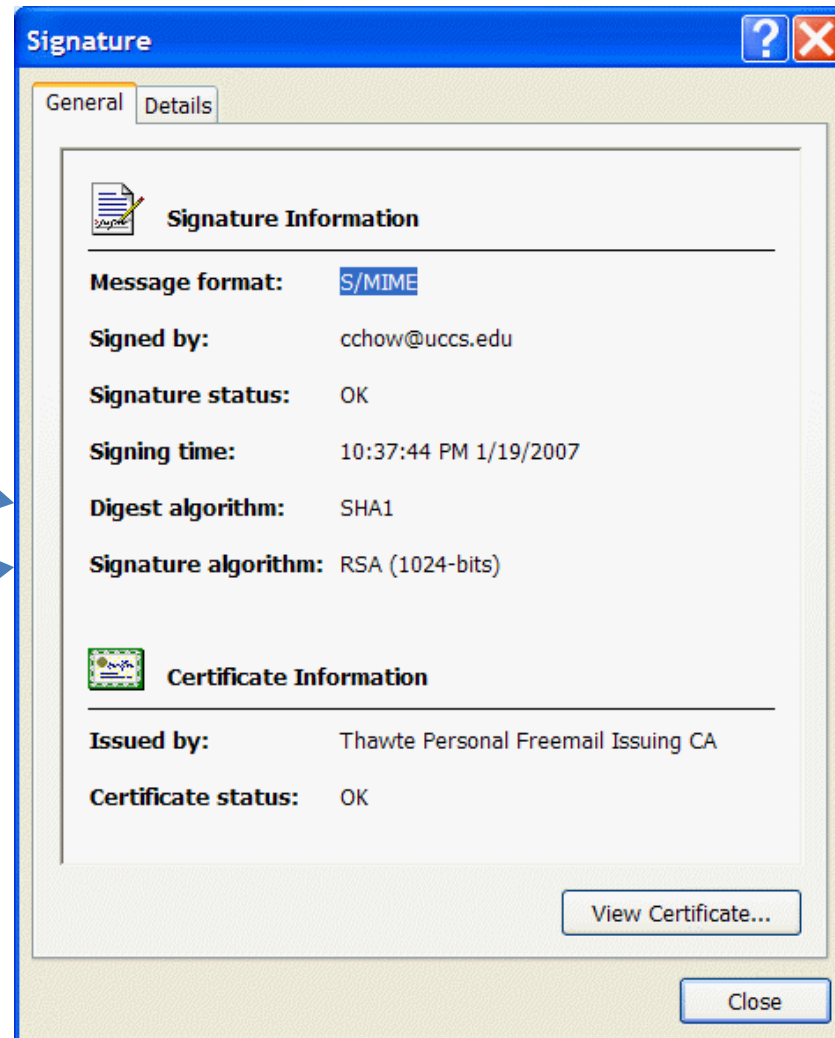 Signature
General Details
Signature Information
Message format: S/MIME
Signed by: cchow@uccs.edu
Signature status: OK
Signing time: 10:37:44 PM 1/19/2007
Digest algorithm: SHA1
Signature algorithm: RSA (1024-bits)
Certificate Information
Issued by: Thawte Personal Freemail Issuing CA
Certificate status: OK
View Certificate...
Close